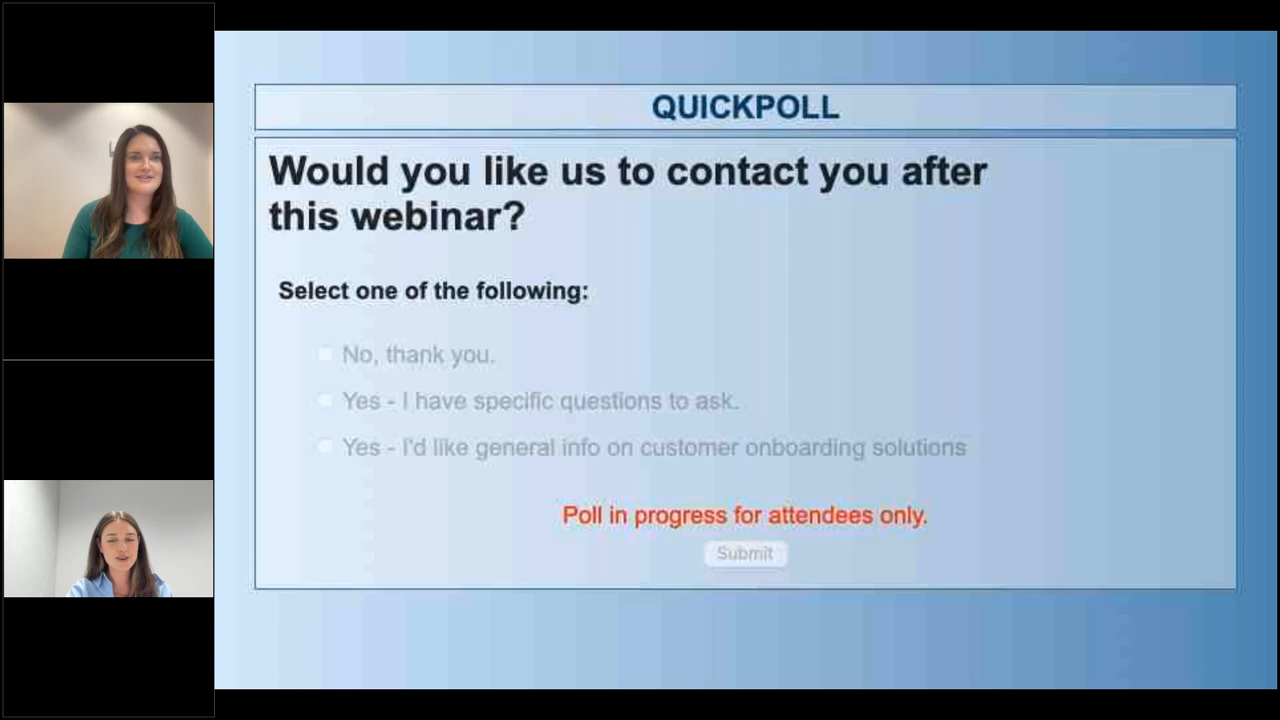 QUICKPOLL
Would you like us to contact you after
this webinar?
Select one of the following:
No, thank you.
Yes - I have specific questions to ask.
Yes - I'd like general info on customer onboarding solutions
Poll in progress for attendees only.
Submit